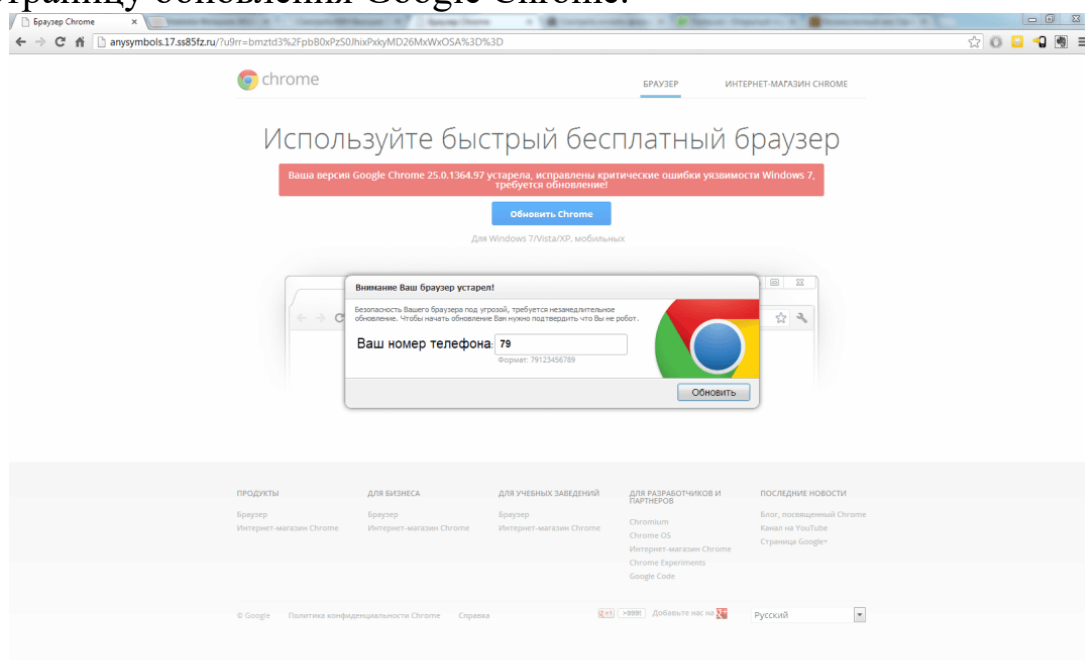 траницу обновления Google Chrome:
Браузер Chrome
anysymbols.17.ss85fz.ru/?u9rr=bmztd3%2FpbB0xPzS0JhixPxkyMD26MxWxOSA%3D%3D
chrome
БРАУЗЕР
ИНТЕРНЕТ-МАГАЗИН CHROME
Используйте быстрый бесплатный браузер
Ваша версия Google Chrome 25.0.1364.97 устарела, исправлены критические ошибки уязвимости Windows 7,
требуется обновление!
Обновить Chrome
Для Windows 7/Vista/XP, мобильных
Внимание Ваш браузер устарел!
Безопасность Вашего браузера под угрозой, требуется незамедлительное
обновление. Чтобы начать обновление Вам нужно подтвердить что Вы не робот.
Ваш номер телефона: 79
Формат: 79123456789
Обновить
ПРОДУКТЫ
Браузер
Интернет-магазин Chrome
ДЛЯ БИЗНЕСА
Браузер
Интернет-магазин Chrome
ДЛЯ УЧЕБНЫХ ЗАВЕДЕНИЙ
Браузер
Интернет-магазин Chrome
ДЛЯ РАЗРАБОТЧИКОВ И
ПАРТНЕРОВ
Chromium
Chrome OS
Интернет-магазин Chrome
Chrome Experiments
Google Code
ПОСЛЕДНИЕ НОВОСТИ
Блог, посвященный Chrome
Канал на YouTube
Страница Google+
© Google Политика конфиденциальности Chrome Справка
Добавьте нас на
Русский